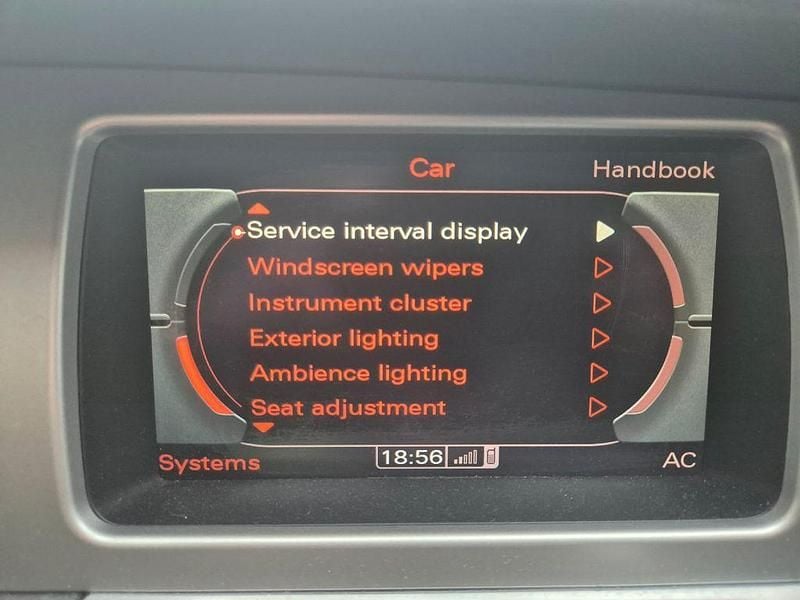 Car
Handbook
Service interval display
Windscreen wipers
Instrument cluster
Exterior lighting
Ambience lighting
Seat adjustment
Systems
18:56
AC